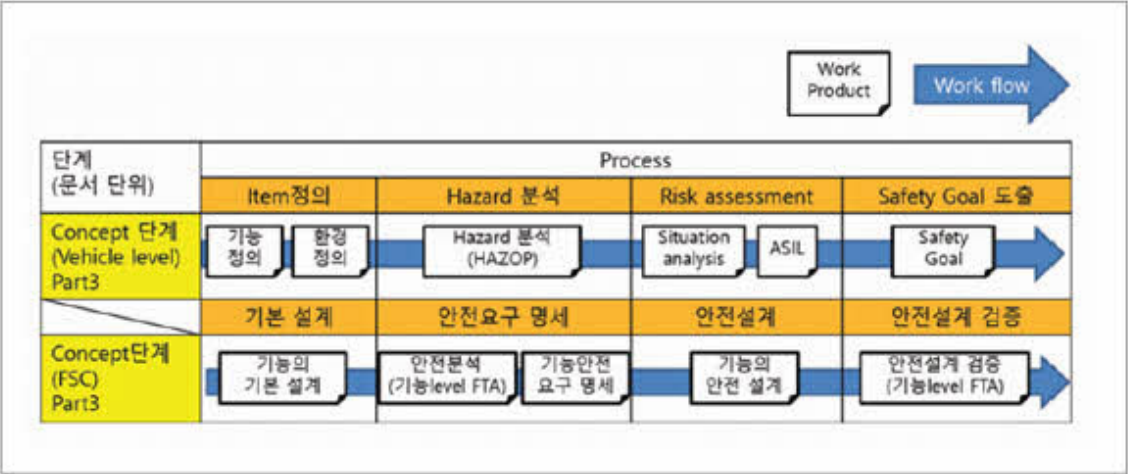 Work
Product
Work flow
단계
(문서 단위)
Process
Item정의
Hazard 분석
Risk assessment
Safety Goal 도출
Concept 단계
(Vehicle level)
Part3
기능
정의
환경
정의
Hazard 분석
(HAZOP)
Situation
analysis
ASIL
Safety
Goal
기본 설계
안전요구 명세
안전설계
안전설계 검증
Concept단계
(FSC)
Part3
기능의
기본 설계
안전분석
(기능level FTA)
기능안전
요구 명세
기능의
안전 설계
안전설계 검증
(기능level FTA)